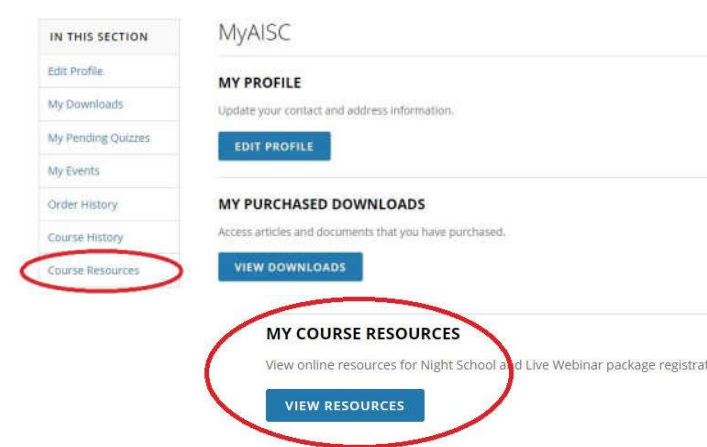 IN THIS SECTION
Edit Profile
My Downloads
My Pending Quizzes
My Events
Order History
Course History
Course Resources
MyAISC
MY PROFILE
Update your contact and address information.
EDIT PROFILE
MY PURCHASED DOWNLOADS
Access articles and documents that you have purchased.
VIEW DOWNLOADS
MY COURSE RESOURCES
View online resources for Night School and Live Webinar package registrat
VIEW RESOURCES